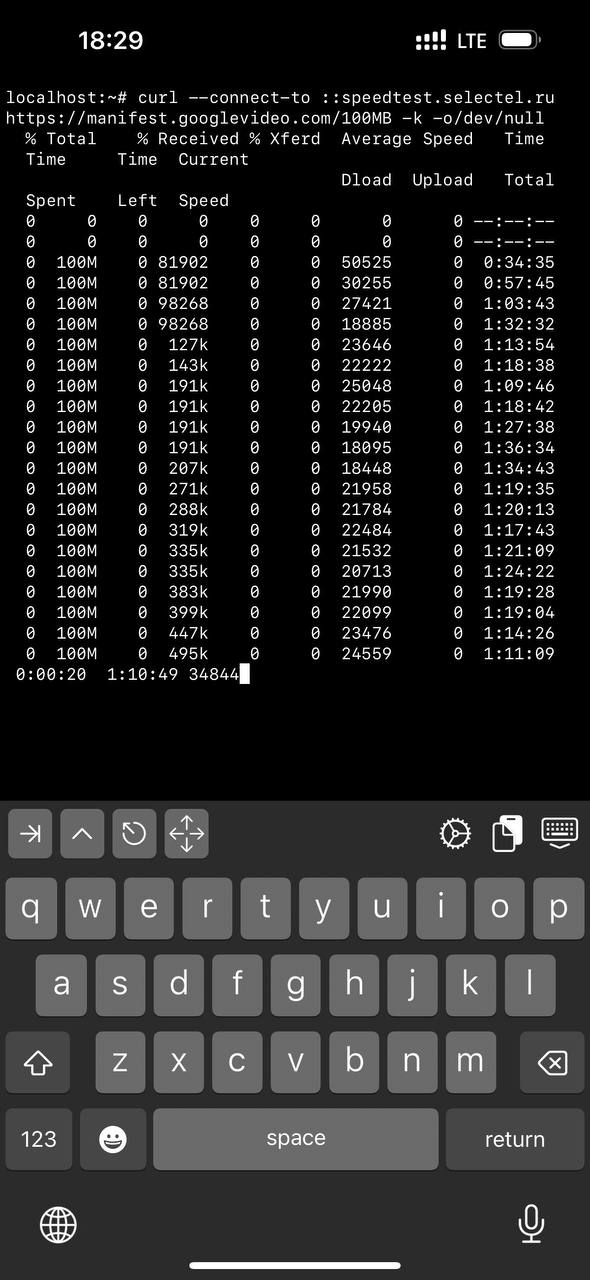 18:29 LTE
localhost:~# curl --connect-to ::speedtest.selectel.ru
https://manifest.googlevideo.com/100MB -k -o/dev/null
% Total % Received % Xferd Average Speed Time
Time Time Current
Dload Upload Total
Spent Left Speed
0 0 0 0 0 0 0 0 --:--:--
0 0 0 0 0 0 0 0 --:--:--
0 100M 0 81902 0 0 50525 0 0:34:35
0 100M 0 81902 0 0 30255 0 0:57:45
0 100M 0 98268 0 0 27421 0 1:03:43
0 100M 0 98268 0 0 18885 0 1:32:32
0 100M 0 127k 0 0 23646 0 1:13:54
0 100M 0 143k 0 0 22222 0 1:18:38
0 100M 0 191k 0 0 25048 0 1:09:46
0 100M 0 191k 0 0 22205 0 1:18:42
0 100M 0 191k 0 0 19940 0 1:27:38
0 100M 0 191k 0 0 18095 0 1:36:34
0 100M 0 207k 0 0 18448 0 1:34:43
0 100M 0 271k 0 0 21958 0 1:19:35
0 100M 0 288k 0 0 21784 0 1:20:13
0 100M 0 319k 0 0 22484 0 1:17:43
0 100M 0 335k 0 0 21532 0 1:21:09
0 100M 0 335k 0 0 20713 0 1:24:22
0 100M 0 383k 0 0 21990 0 1:19:28
0 100M 0 399k 0 0 22099 0 1:19:04
0 100M 0 447k 0 0 23476 0 1:14:26
0 100M 0 495k 0 0 24559 0 1:11:09
0:00:20 1:10:49 34844
q w e r t y u i o p
a s d f g h j k l
z x c v b n m
123 space return